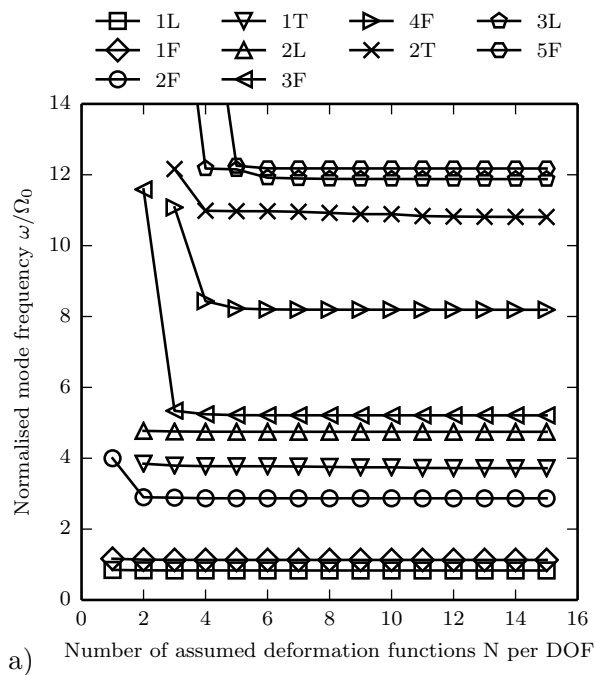 1L 1T 4F 3L
1F 2L 2T 5F
2F 3F
Normalised mode frequency ω/Ω₀
14
12
10
8
6
4
2
0
0 2 4 6 8 10 12 14 16
a) Number of assumed deformation functions N per DOF